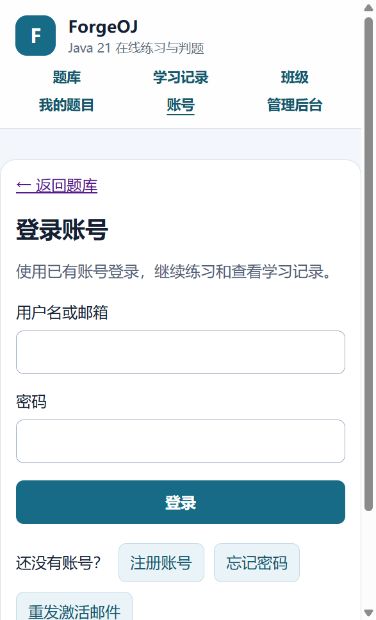 F
ForgeOJ
Java 21 在线练习与判题
题库 学习记录 班级
我的题目 账号 管理后台
← 返回题库
登录账号
使用已有账号登录，继续练习和查看学习记录。
用户名或邮箱
密码
登录
还没有账号？ 注册账号 忘记密码
重发激活邮件